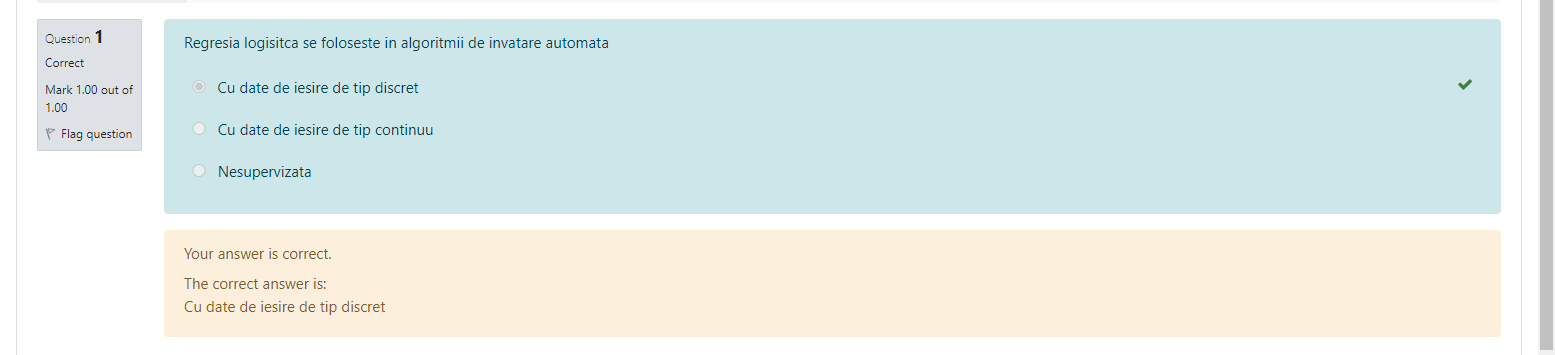 Question 1
Correct
Mark 1.00 out of
1.00
Flag question
Regresia logisitca se foloseste in algoritmii de invatare automata
Cu date de iesire de tip discret
Cu date de iesire de tip continuu
Nesupervizata
Your answer is correct.
The correct answer is:
Cu date de iesire de tip discret